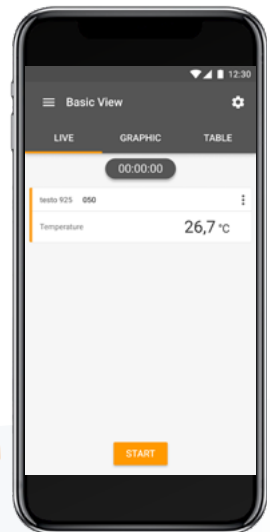 12:30
Basic View
LIVE GRAPHIC TABLE
00:00:00
testo 925 050
Temperature 26,7 °C
START